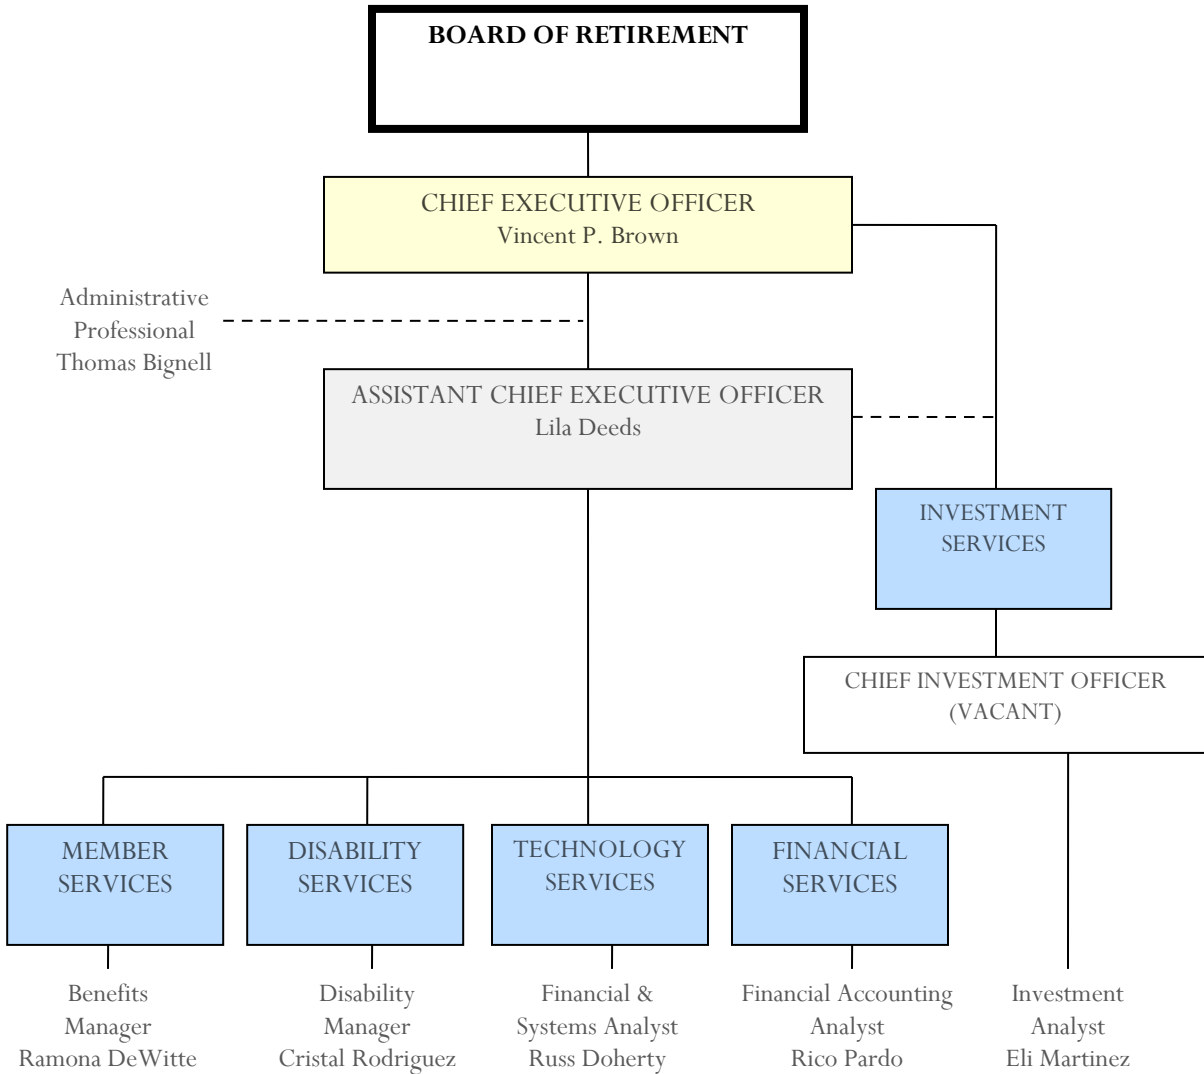 BOARD OF RETIREMENT
CHIEF EXECUTIVE OFFICER
Vincent P. Brown
Administrative
Professional
Thomas Bignell
ASSISTANT CHIEF EXECUTIVE OFFICER
Lila Deeds
INVESTMENT
SERVICES
CHIEF INVESTMENT OFFICER
(VACANT)
MEMBER
SERVICES
DISABILITY
SERVICES
TECHNOLOGY
SERVICES
FINANCIAL
SERVICES
Benefits
Manager
Ramona DeWitte
Disability
Manager
Cristal Rodriguez
Financial &
Systems Analyst
Russ Doherty
Financial Accounting
Analyst
Rico Pardo
Investment
Analyst
Eli Martinez